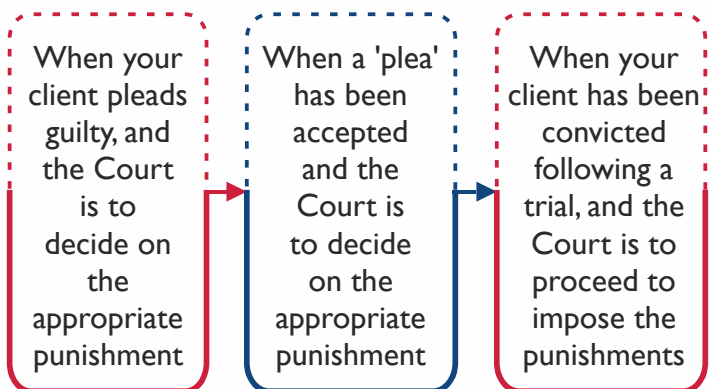 When your
client pleads
guilty, and
the Court
is to
decide on
the
appropriate
punishment
When a 'plea'
has been
accepted
and the
Court is
to decide
on the
appropriate
punishment
When your
client has been
convicted
following a
trial, and the
Court is to
proceed to
impose the
punishments